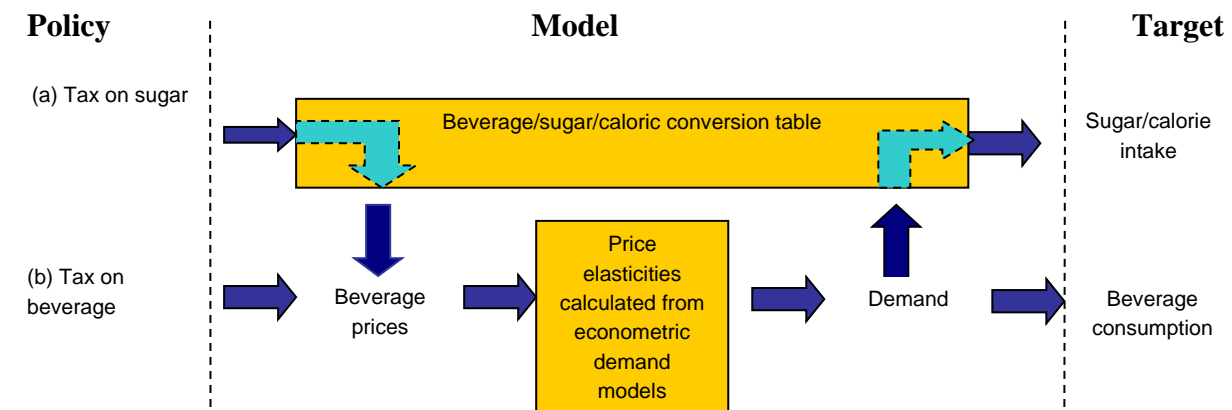 Policy
Model
Target
(a) Tax on sugar
Beverage/sugar/caloric conversion table
Sugar/calorie
intake
(b) Tax on
beverage
Beverage
prices
Price
elasticities
calculated from
econometric
demand
models
Demand
Beverage
consumption